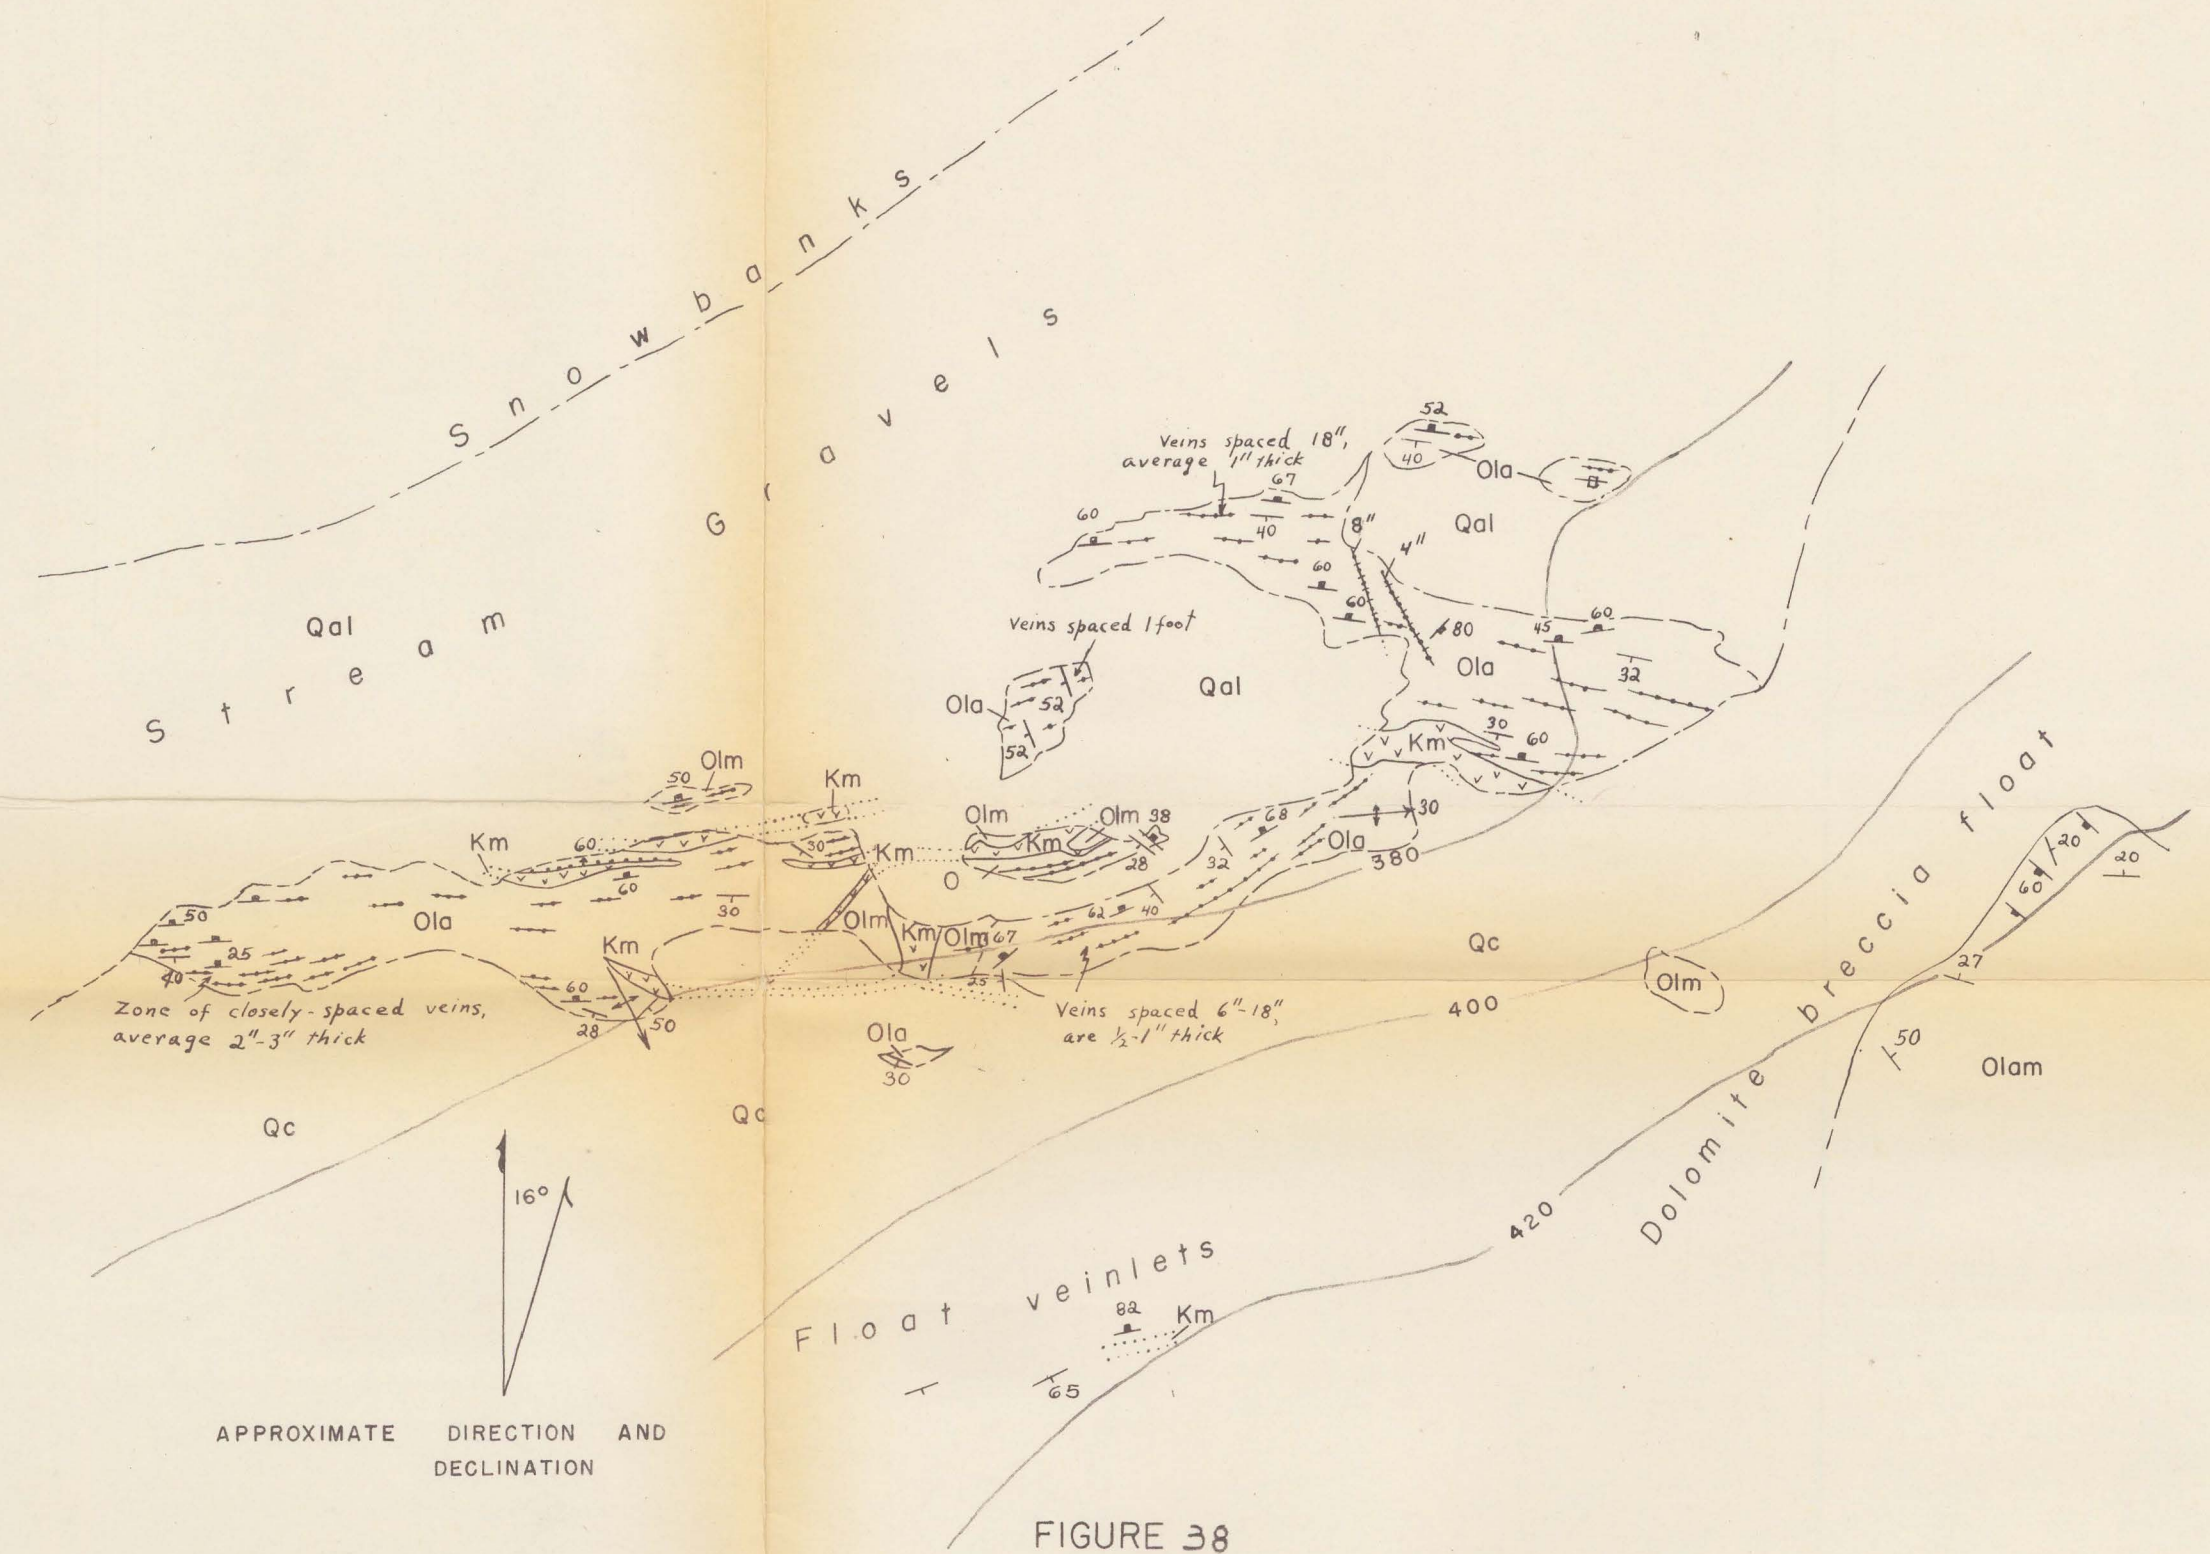 Snowbanks
Stream Gravels
Qal
52
Veins spaced 18",
average 1" thick
40
Ola
67
60
40
8"
Qal
4"
60
60
80
45
60
Ola
32
Veins spaced 1 foot
Ola
52
52
Qal
30
Km
60
Olm
50
Km
Km
60
30
Km
60
Olm
Km
Olm 38
28
O
68
32
30
Ola
380
50
Ola
25
40
30
Olm
Km
Olm
67
62
40
25
Km
60
28
50
Zone of closely-spaced veins,
average 2"-3" thick
Veins spaced 6"-18",
are ½-1" thick
Ola
30
Qc
400
Olm
Dolomite breccia float
20
60
20
27
50
Olam
Qc
Qc
16°
420
Float veinlets
82
Km
65
APPROXIMATE DIRECTION AND
DECLINATION
FIGURE 38